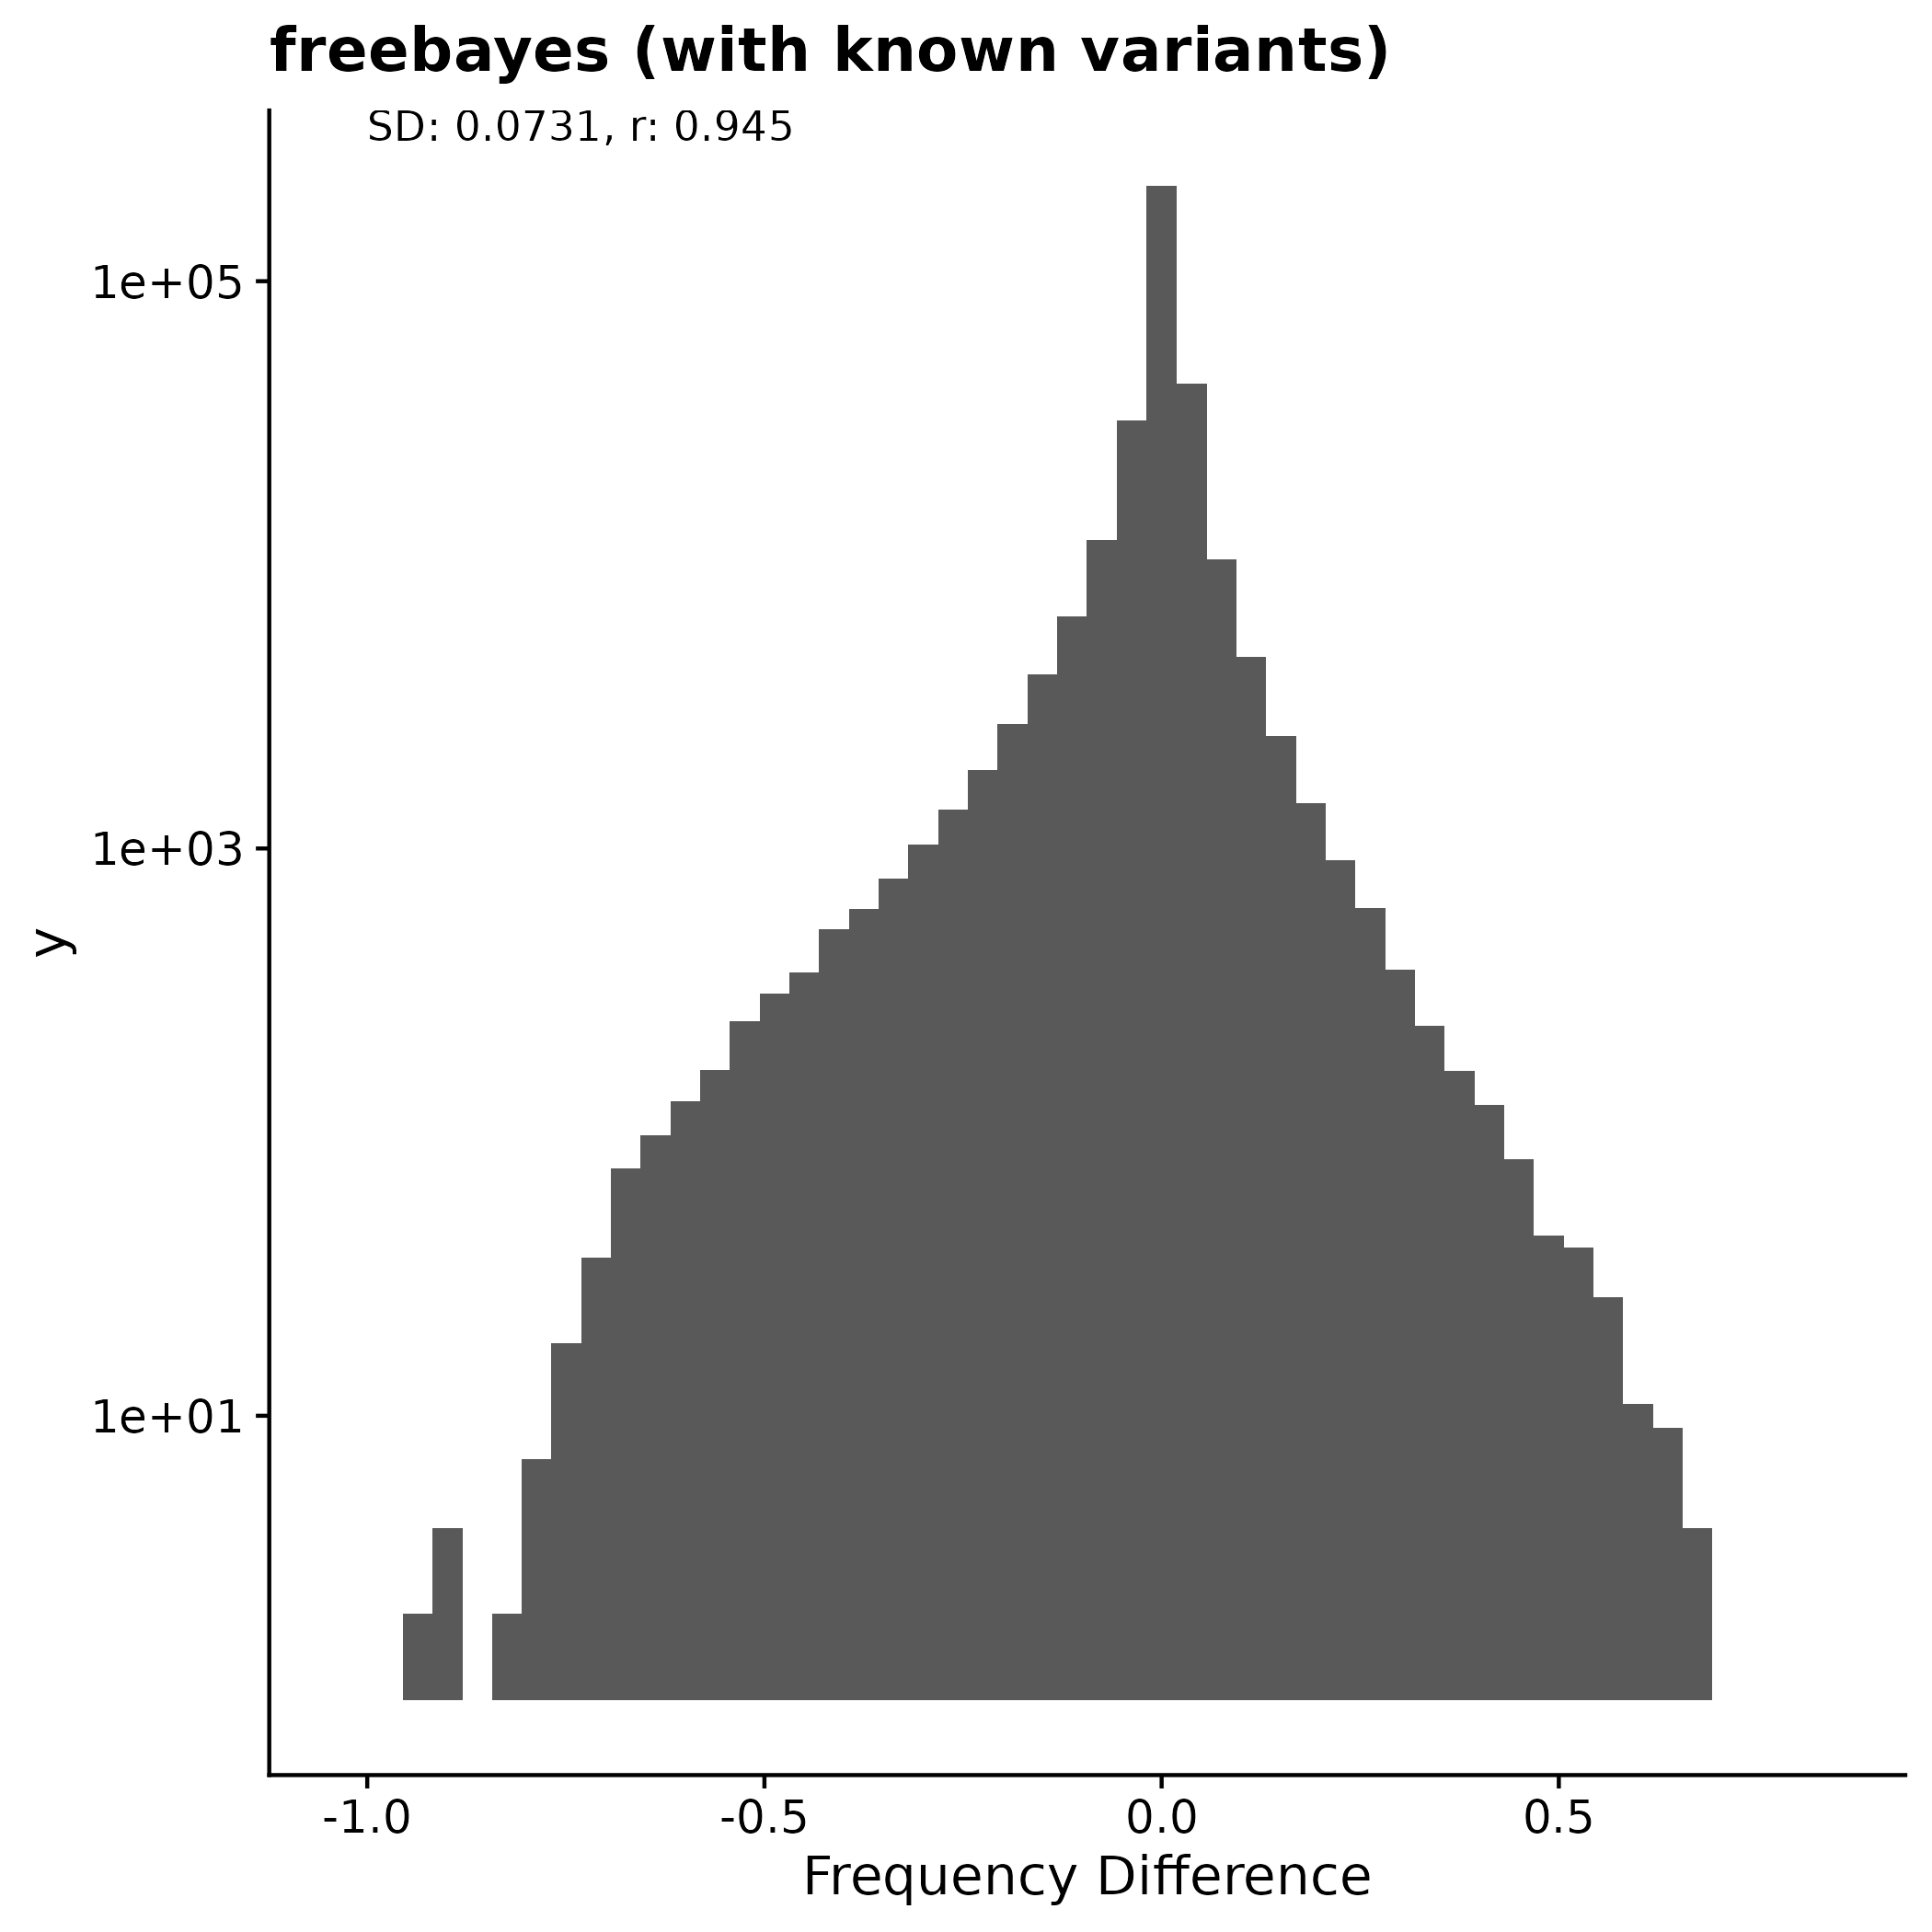 freebayes (with known variants)
SD: 0.0731, r: 0.945
1e+05
1e+03
1e+01
y
-1.0 -0.5 0.0 0.5
Frequency Difference